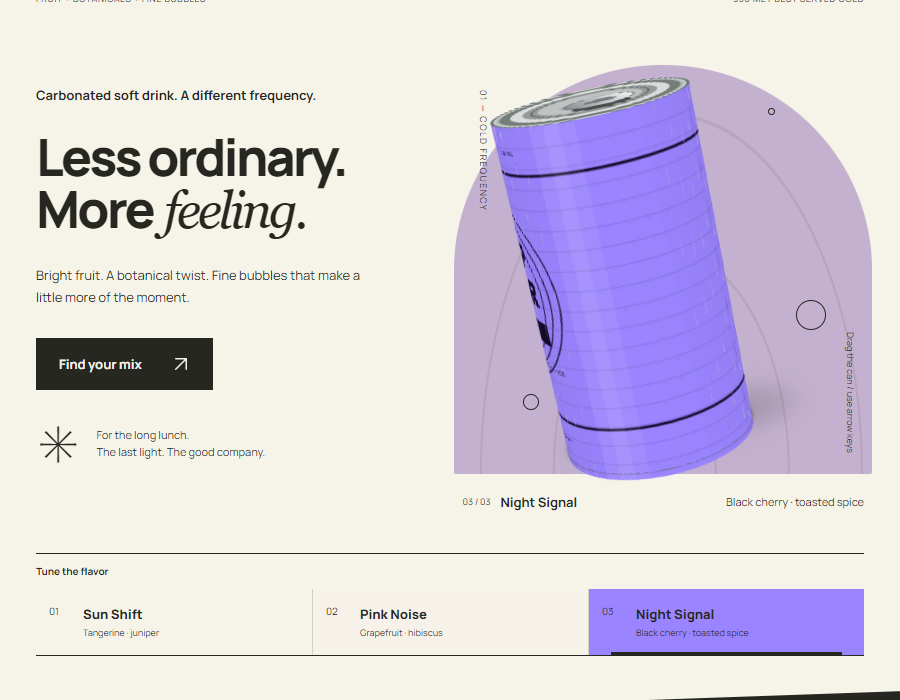 Carbonated soft drink. A different frequency.
Less ordinary.
More feeling.
Bright fruit. A botanical twist. Fine bubbles that make a
little more of the moment.
Find your mix
For the long lunch.
The last light. The good company.
01 — COLD FREQUENCY
Drag the can / use arrow keys
03 / 03 Night Signal
Black cherry · toasted spice
Tune the flavor
01 Sun Shift
Tangerine · juniper
02 Pink Noise
Grapefruit · hibiscus
03 Night Signal
Black cherry · toasted spice